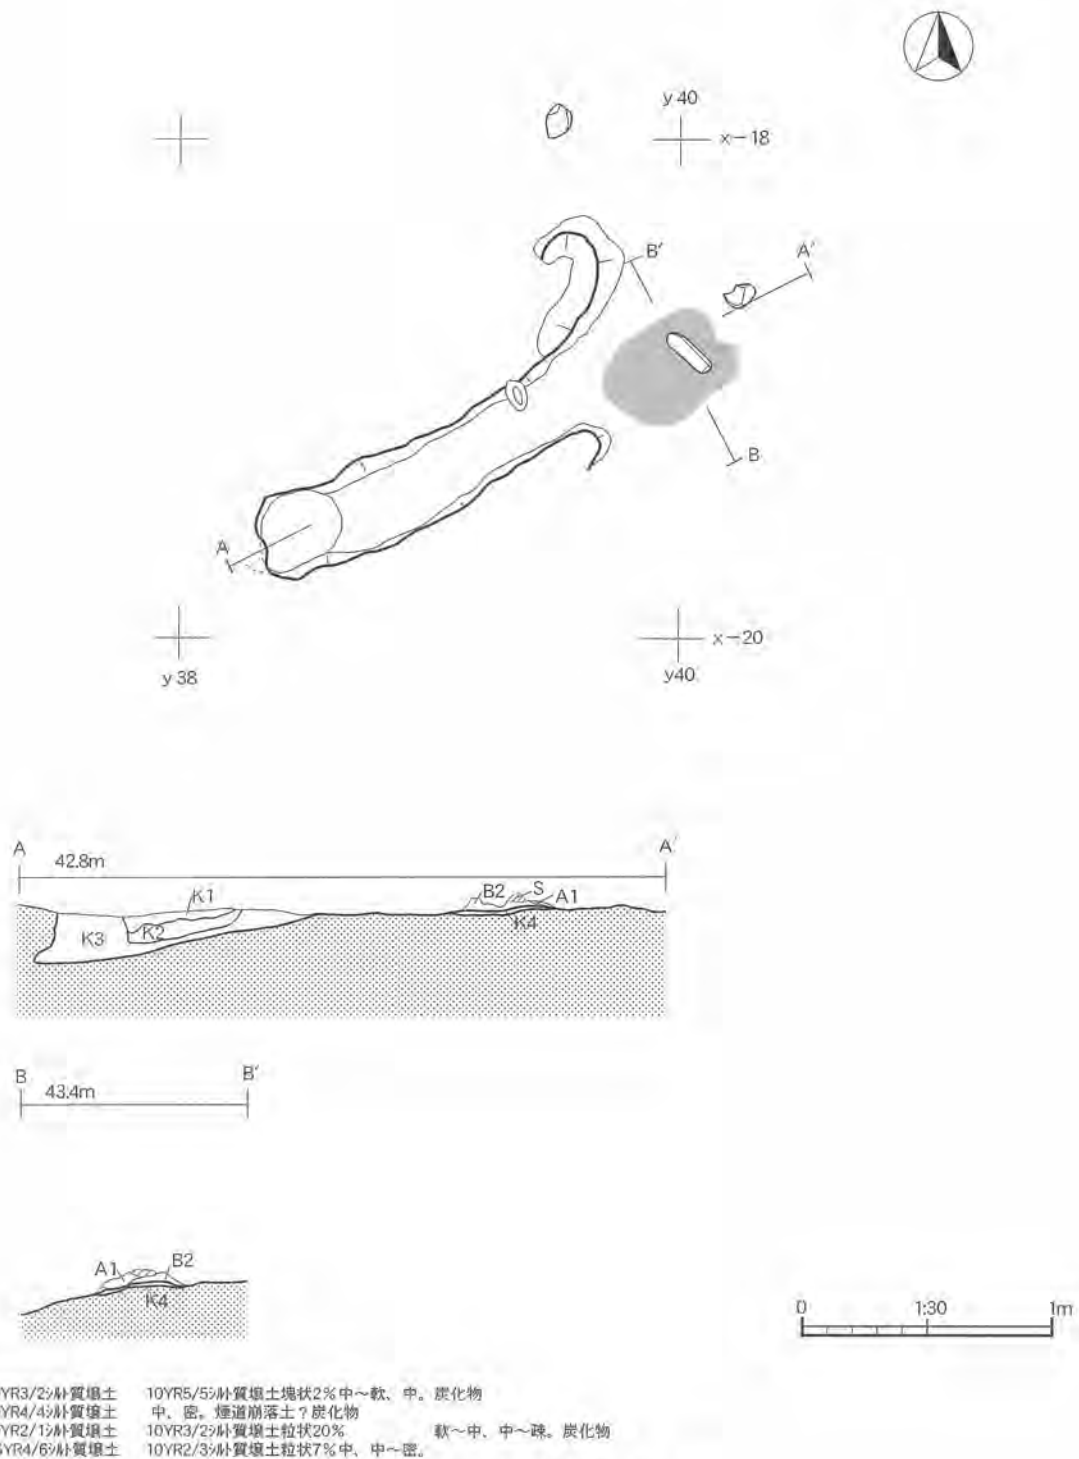 y 40
x-18
B′
A′
B
A
x-20
y 38
y40
A
A′
42.8m
K1
B2
S
A1
K3
K2
K4
B
B′
43.4m
A1
B2
K4
0
1:30
1m
YR3/2ｼﾙﾄ質壌土 10YR5/5ｼﾙﾄ質壌土塊状2%中～軟、中。炭化物
YR4/4ｼﾙﾄ質壌土 中、密。煙道崩落土？炭化物
YR2/1ｼﾙﾄ質壌土 10YR3/2ｼﾙﾄ質壌土粒状20% 軟～中、中～疎。炭化物
YR4/6ｼﾙﾄ質壌土 10YR2/3ｼﾙﾄ質壌土粒状7%中、中～密。